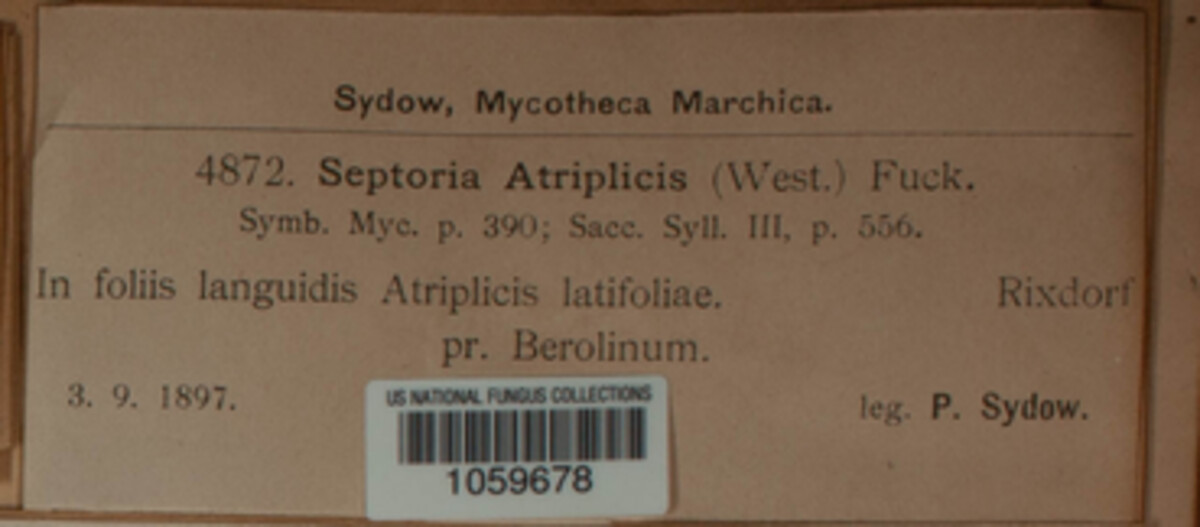 Sydow, Mycotheca Marchica.
4872. Septoria Atriplicis (West.) Fuck.
Symb. Myc. p. 390; Sacc. Syll. III, p. 556.
In foliis languidis Atriplicis latifoliae. Rixdorf
pr. Berolinum.
3. 9. 1897. leg. P. Sydow.
US NATIONAL FUNGUS COLLECTIONS
1059678